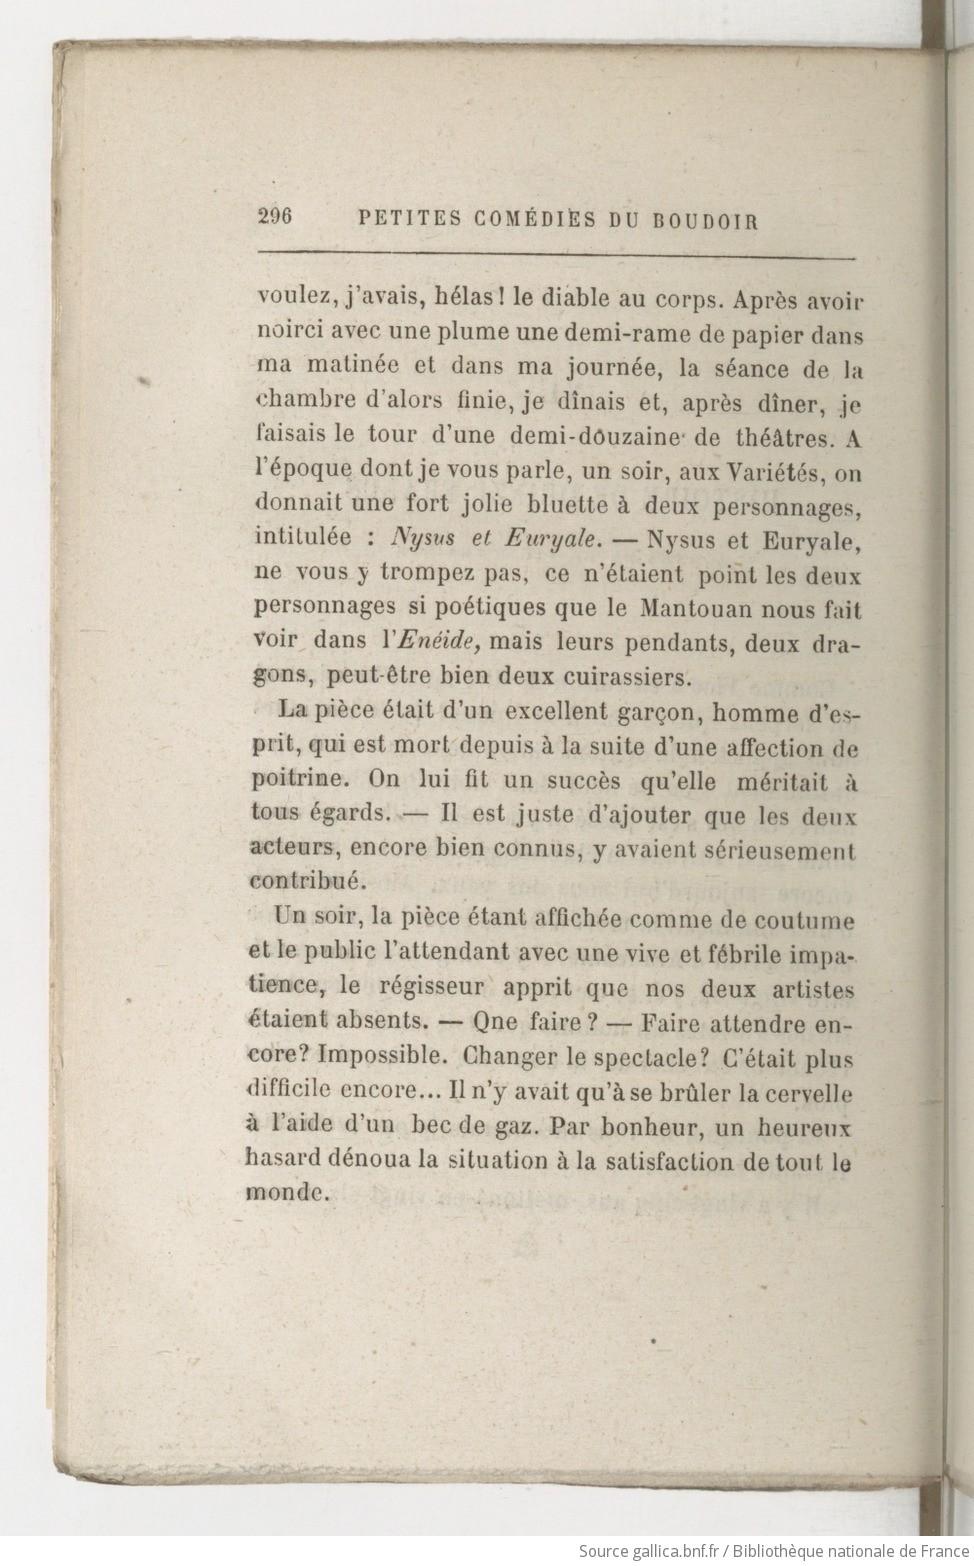 296 PETITES COMÉDIES DU BOUDOIR
voulez, j'avais, hélas ! le diable au corps. Après avoir
noirci avec une plume une demi-rame de papier dans
ma matinée et dans ma journée, la séance de la
chambre d'alors finie, je dînais et, après dîner, je
faisais le tour d'une demi-douzaine de théâtres. A
l'époque dont je vous parle, un soir, aux Variétés, on
donnait une fort jolie bluette à deux personnages,
intitulée : Nysus et Euryale. — Nysus et Euryale,
ne vous y trompez pas, ce n'étaient point les deux
personnages si poétiques que le Mantouan nous fait
voir dans l'Enéide, mais leurs pendants, deux dra-
gons, peut-être bien deux cuirassiers.
La pièce était d'un excellent garçon, homme d'es-
prit, qui est mort depuis à la suite d'une affection de
poitrine. On lui fit un succès qu'elle méritait à
tous égards. — Il est juste d'ajouter que les deux
acteurs, encore bien connus, y avaient sérieusement
contribué.
Un soir, la pièce étant affichée comme de coutume
et le public l'attendant avec une vive et fébrile impa-
tience, le régisseur apprit que nos deux artistes
étaient absents. — Qne faire ? — Faire attendre en-
core? Impossible. Changer le spectacle? C'était plus
difficile encore... Il n'y avait qu'à se brûler la cervelle
à l'aide d'un bec de gaz. Par bonheur, un heureux
hasard dénoua la situation à la satisfaction de tout le
monde.
Source gallica.bnf.fr / Bibliothèque nationale de France